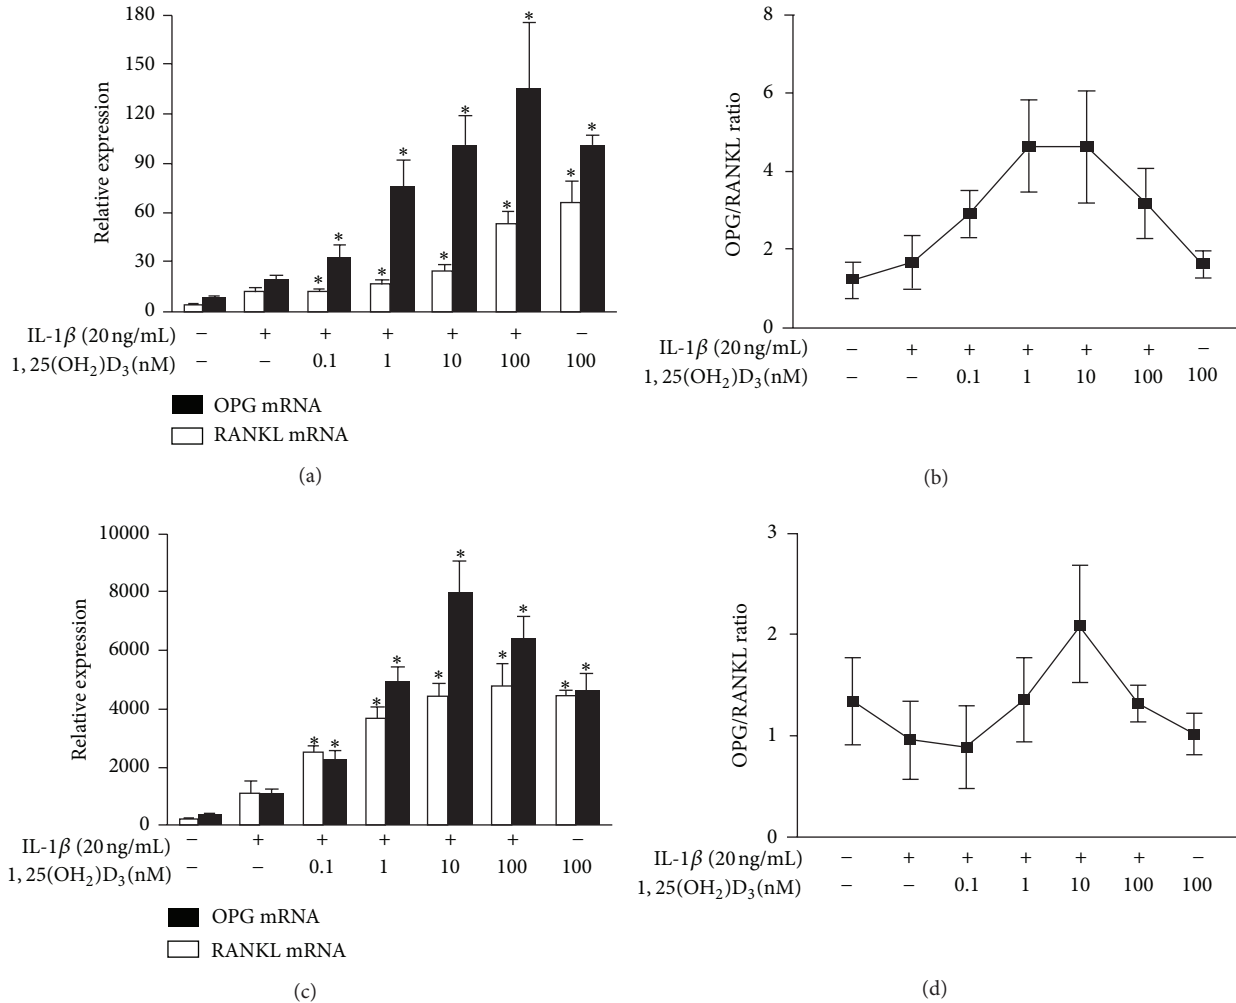 180
150
120
90
60
30
0
Relative expression
* * * * * * * * * *
IL-1β (20 ng/mL) − + + + + + −
1, 25(OH₂)D₃(nM) − − 0.1 1 10 100 100
OPG mRNA
RANKL mRNA
(a)
8
6
4
2
0
OPG/RANKL ratio
IL-1β (20 ng/mL) − + + + + + −
1, 25(OH₂)D₃(nM) − − 0.1 1 10 100 100
(b)
10000
8000
6000
4000
2000
0
Relative expression
* * * * * * * * * *
IL-1β (20 ng/mL) − + + + + + −
1, 25(OH₂)D₃(nM) − − 0.1 1 10 100 100
OPG mRNA
RANKL mRNA
(c)
3
2
1
0
OPG/RANKL ratio
IL-1β (20 ng/mL) − + + + + + −
1, 25(OH₂)D₃(nM) − − 0.1 1 10 100 100
(d)